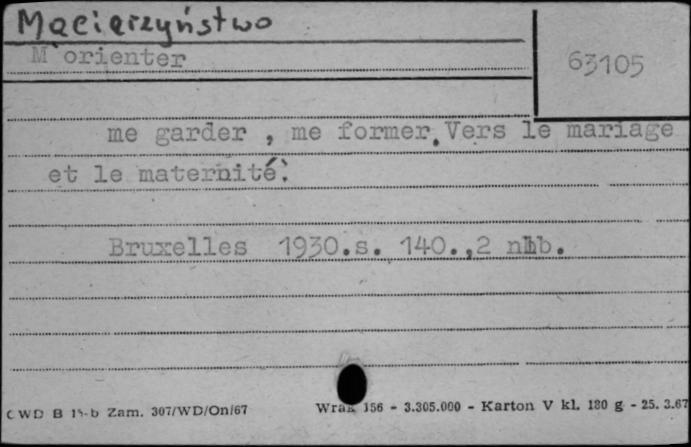 Macierzyństwo
M orienter
63105
me garder , me former. Vers le mariage
et le maternité:
Bruxelles 1930.s. 140.,2 nlb.
CWD B 15-b Zam. 307/WD/On/67
Wrak 156 - 3.305.000 - Karton V kl. 180 g - 25. 3.67